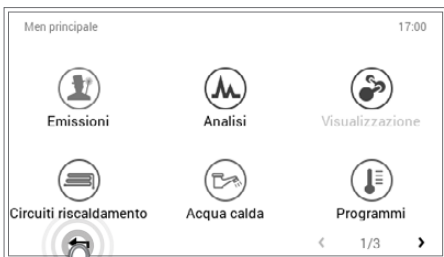 Men principale 17:00
Emissioni Analisi Visualizzazione
Circuiti riscaldamento Acqua calda Programmi
< 1/3 >